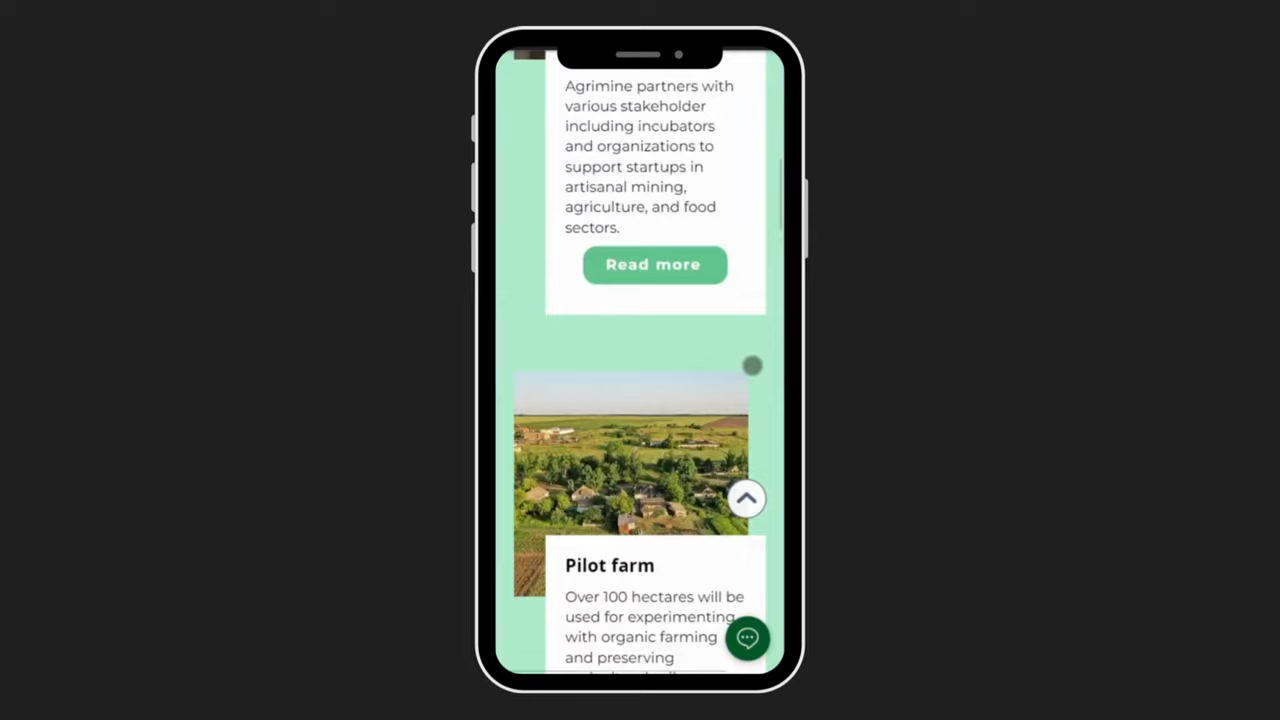 Agrimine partners with
various stakeholder
including incubators
and organizations to
support startups in
artisanal mining,
agriculture, and food
sectors.
Read more
Pilot farm
Over 100 hectares will be
used for experimenting
with organic farming
and preserving